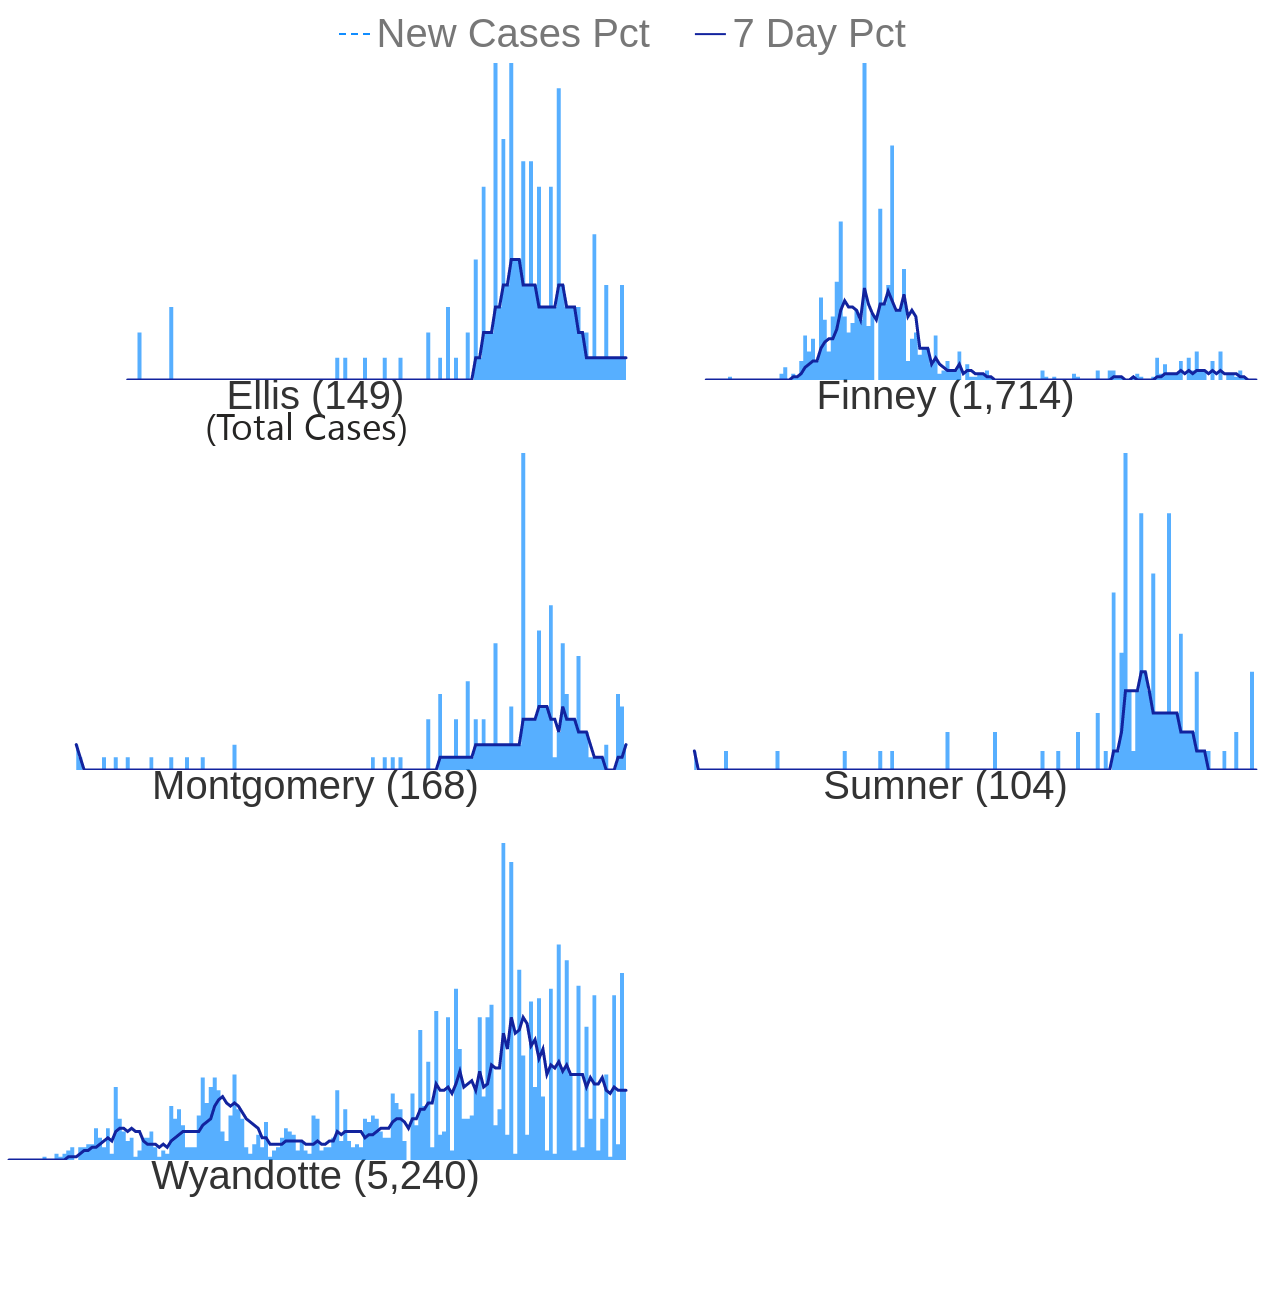 New Cases Pct 7 Day Pct
Ellis (149)
(Total Cases)
Finney (1,714)
Montgomery (168)
Sumner (104)
Wyandotte (5,240)